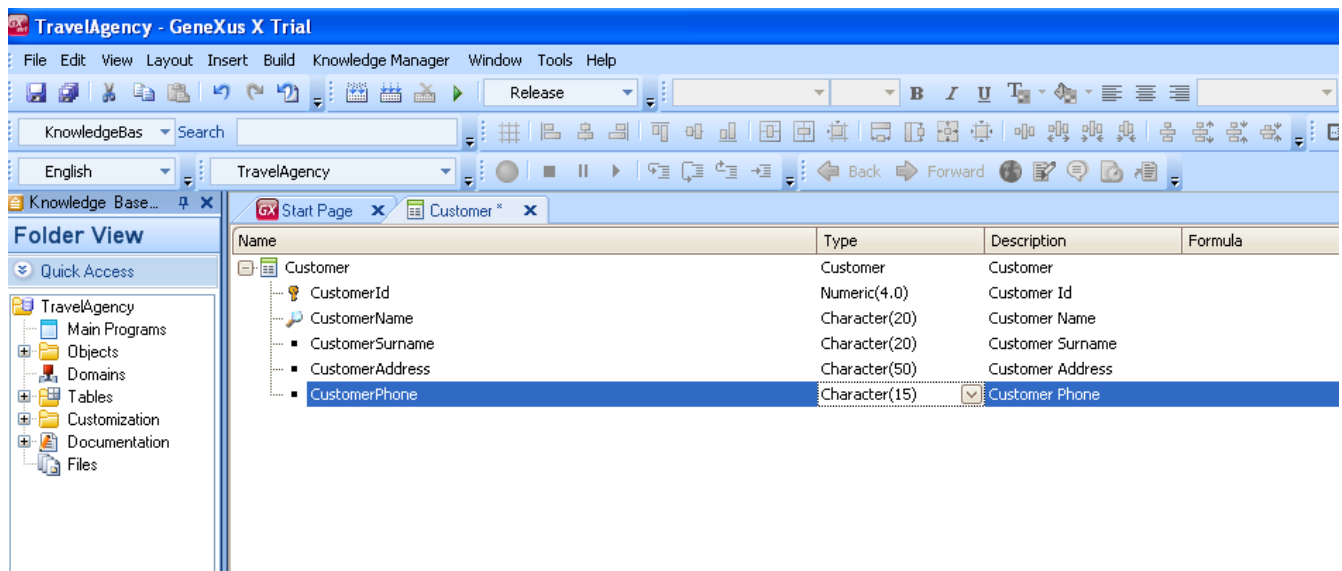 TravelAgency - GeneXus X Trial
File Edit View Layout Insert Build Knowledge Manager Window Tools Help
Release
B I U
KnowledgeBas Search
English TravelAgency Back Forward
Knowledge Base... Start Page Customer*
Folder View
Name Type Description Formula
Quick Access
Customer Customer Customer
CustomerId Numeric(4.0) Customer Id
CustomerName Character(20) Customer Name
CustomerSurname Character(20) Customer Surname
CustomerAddress Character(50) Customer Address
CustomerPhone Character(15) Customer Phone
TravelAgency
Main Programs
Objects
Domains
Tables
Customization
Documentation
Files